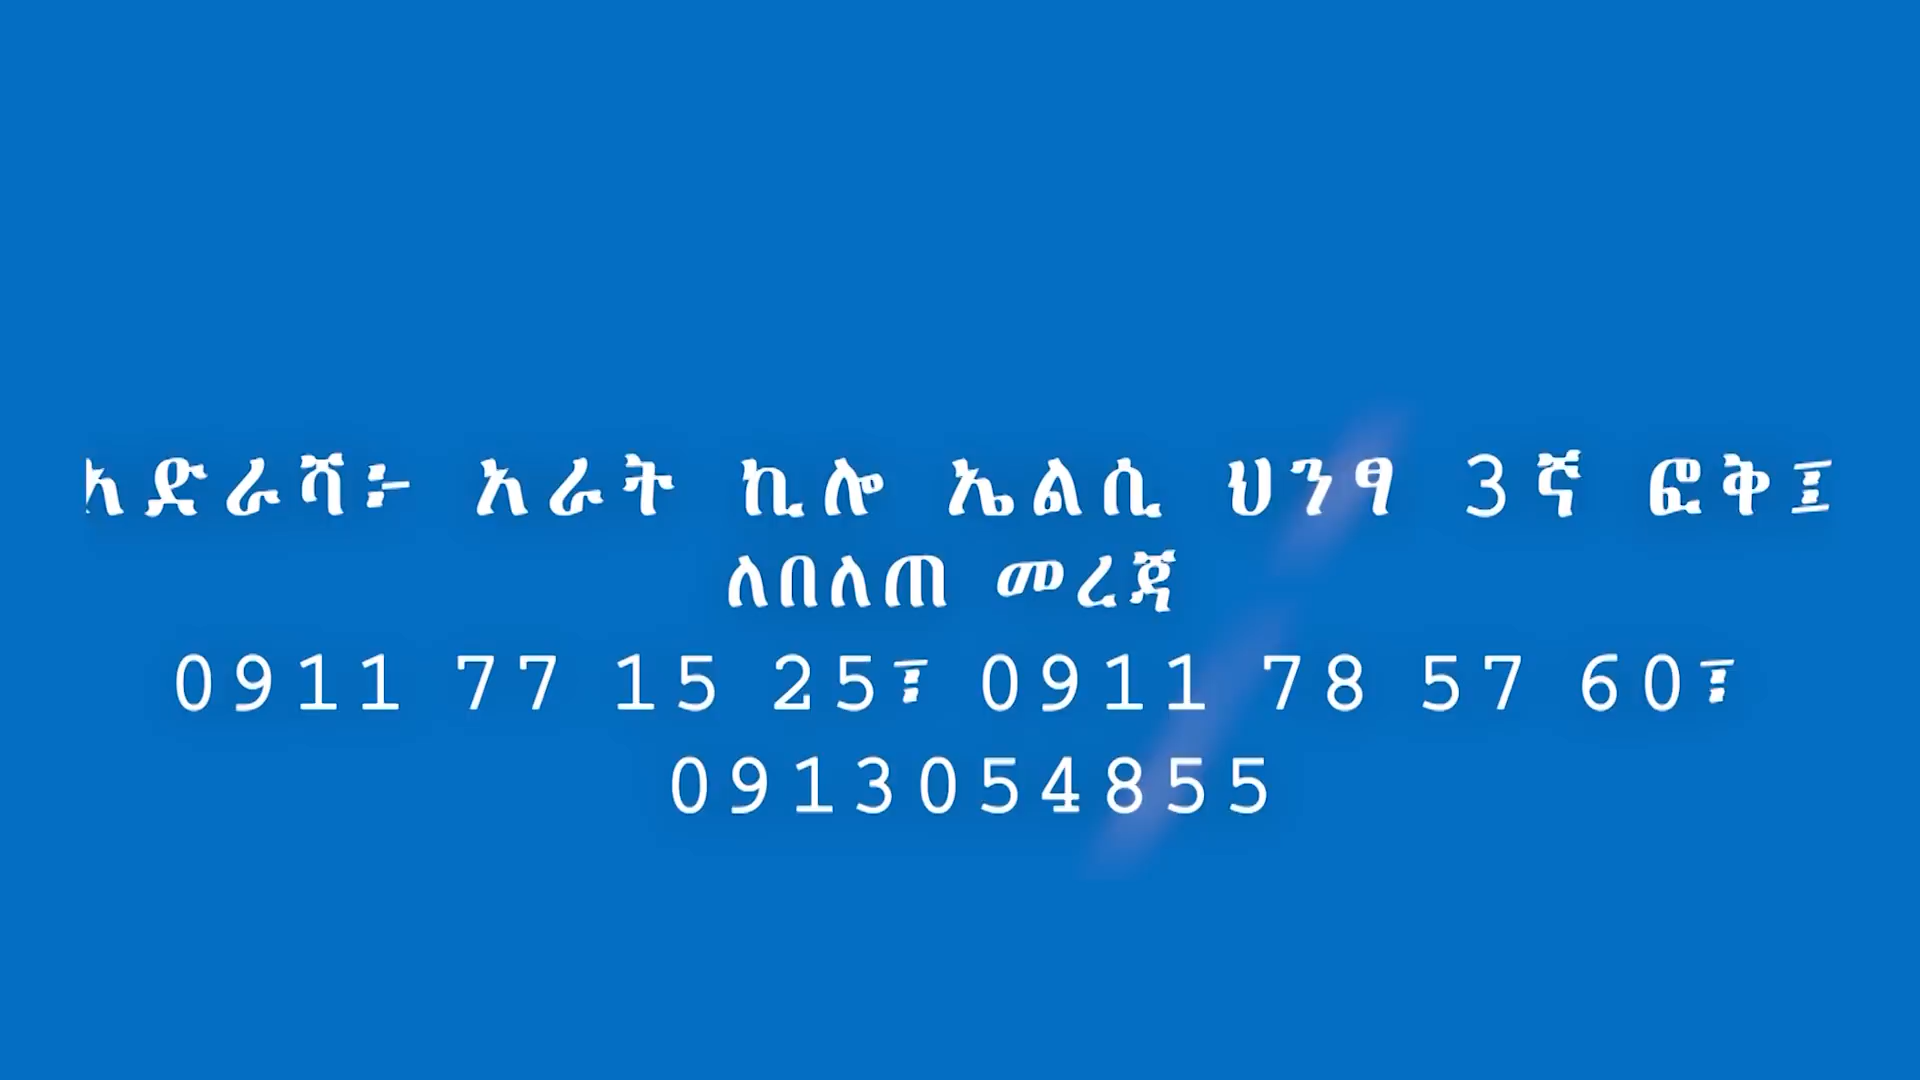 አድራሻ፦ አራት ኪሎ ኤልሲ ህንፃ 3ኛ ፎቅ፤
ለበለጠ መረጃ
0911 77 15 25፣ 0911 78 57 60፣
0913054855